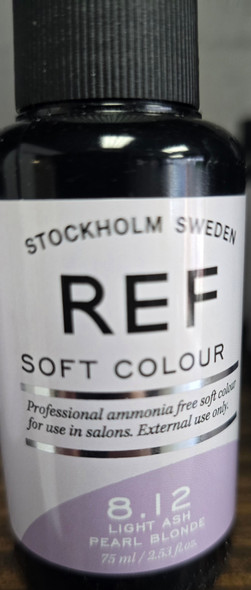 STOCKHOLM SWEDEN
REF
SOFT COLOUR
Professional ammonia free soft colour
for use in salons. External use only.
8.12
LIGHT ASH
PEARL BLONDE
75 ml / 2.53 fl.oz.